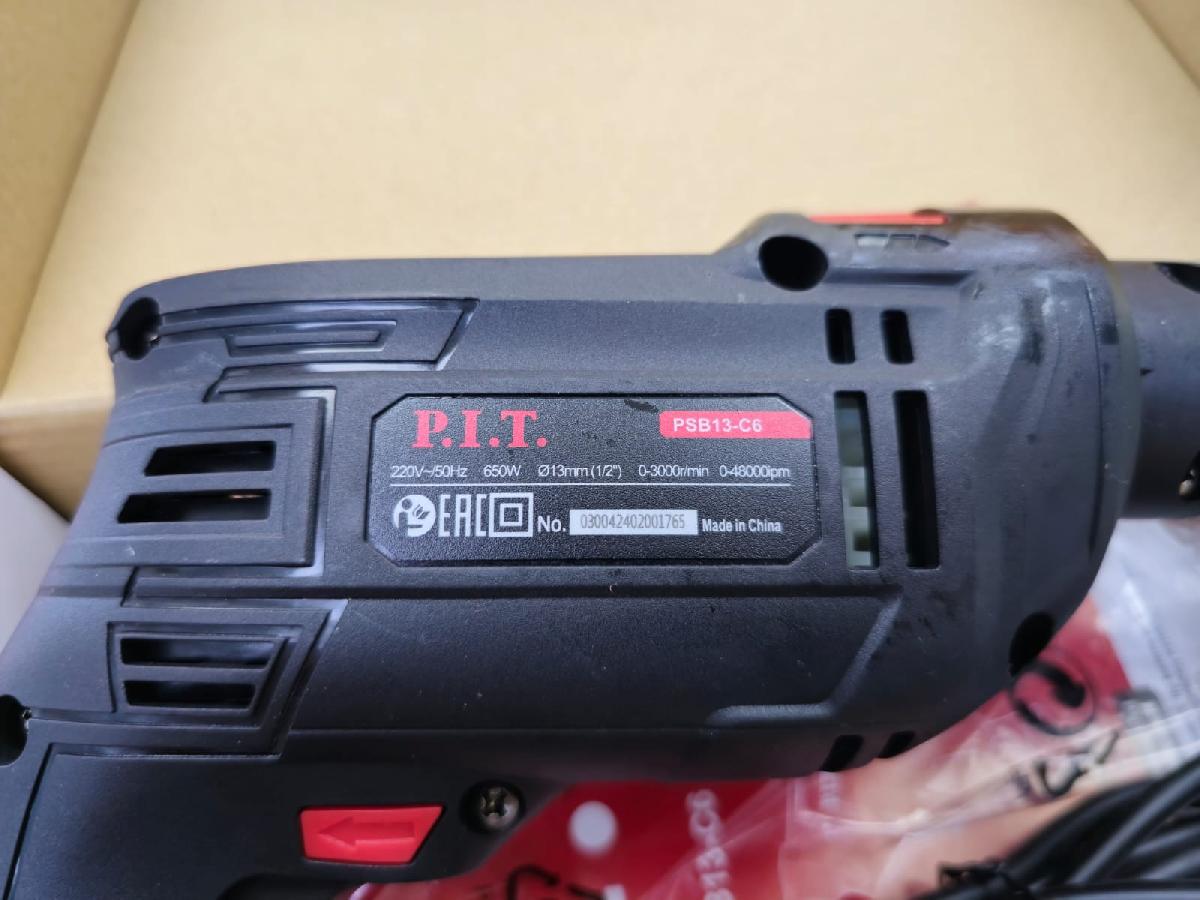 P.I.T.
PSB13-C6
220V~/50Hz 650W Ø13mm (1/2") 0-3000r/min 0-48000ipm
EAC No. 030042402001765 Made in China